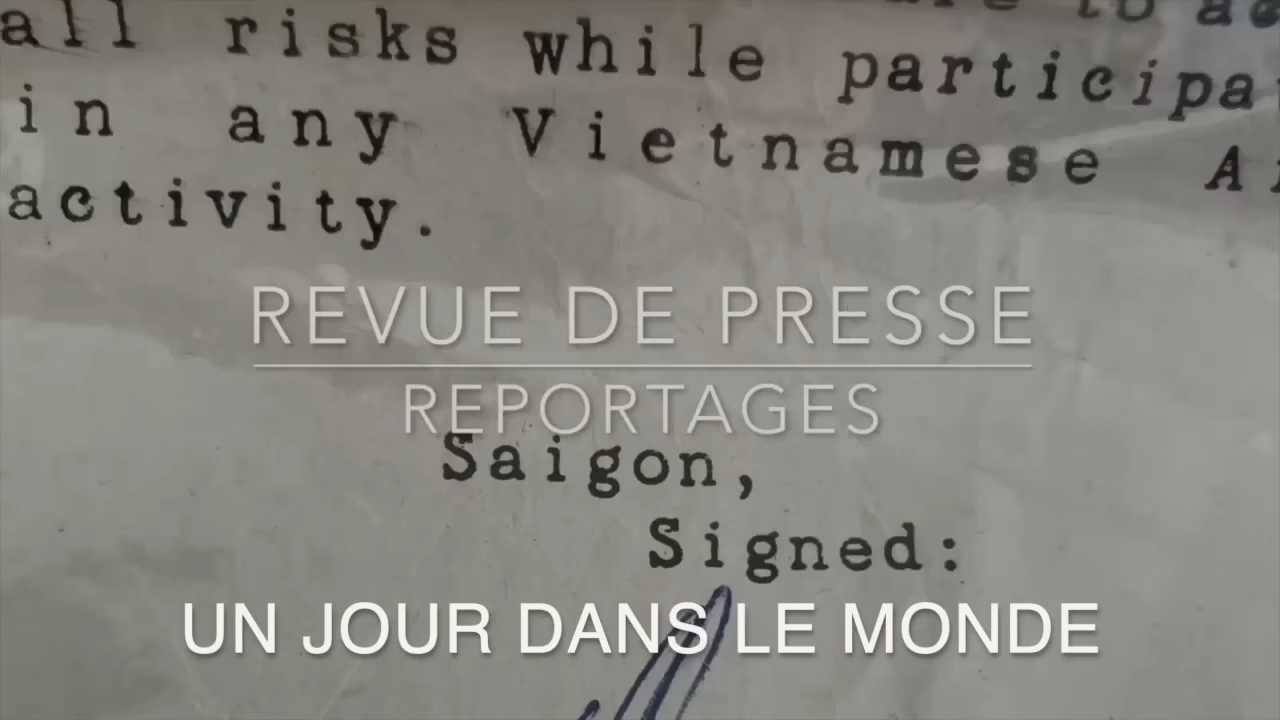 all risks while participa
in any Vietnamese A
activity.
REVUE DE PRESSE
REPORTAGES
Saigon,
Signed:
UN JOUR DANS LE MONDE